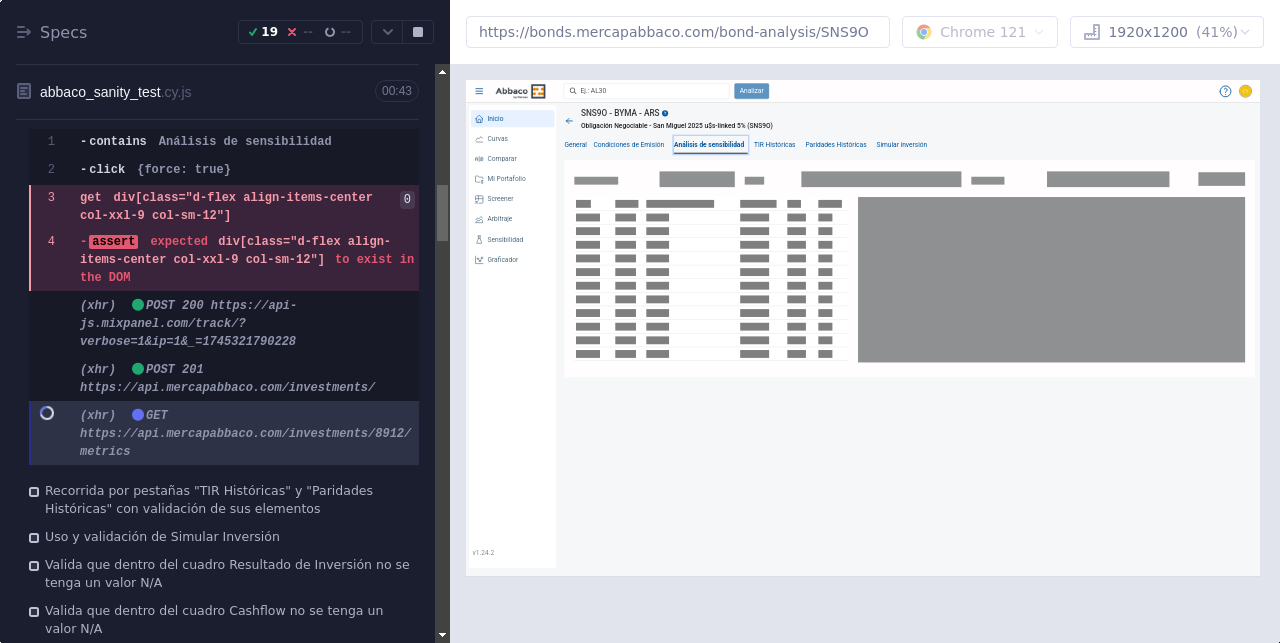 Specs
19
--
--
https://bonds.mercapabbaco.com/bond-analysis/SNS9O
Chrome 121
1920x1200 (41%)
abbaco_sanity_test.cy.js
00:43
1 -contains Análisis de sensibilidad
2 -click {force: true}
3 get div[class="d-flex align-items-center
col-xxl-9 col-sm-12"]
0
4 -assert expected div[class="d-flex align-
items-center col-xxl-9 col-sm-12"] to exist in
the DOM
(xhr) POST 200 https://api-
js.mixpanel.com/track/?
verbose=1&ip=1&_=1745321790228
(xhr) POST 201
https://api.mercapabbaco.com/investments/
(xhr) GET
https://api.mercapabbaco.com/investments/8912/
metrics
Recorrida por pestañas "TIR Históricas" y "Paridades
Históricas" con validación de sus elementos
Uso y validación de Simular Inversión
Valida que dentro del cuadro Resultado de Inversión no se
tenga un valor N/A
Valida que dentro del cuadro Cashflow no se tenga un
valor N/A
Abbaco
Ej.: AL30
Analizar
Inicio
Curvas
Comparar
Mi Portafolio
Screener
Arbitraje
Sensibilidad
Graficador
v1.24.2
SNS9O - BYMA - ARS
Obligación Negociable - San Miguel 2025 u$s-linked 5% (SNS9O)
General
Condiciones de Emisión
Análisis de sensibilidad
TIR Históricas
Paridades Históricas
Simular inversión